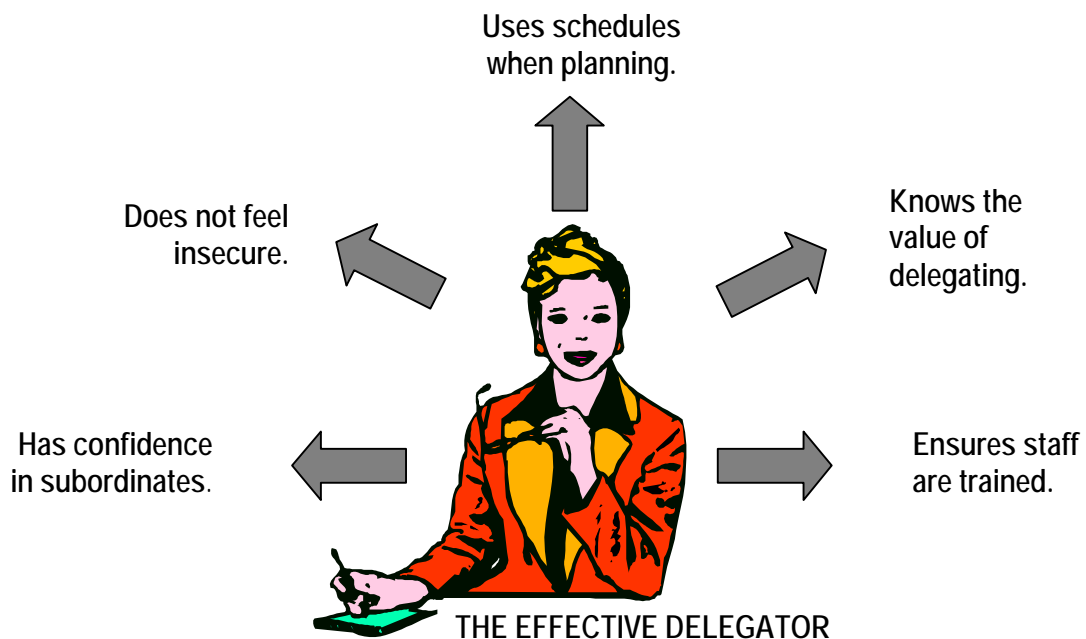 Uses schedules
when planning.
Does not feel
insecure.
Knows the
value of
delegating.
Has confidence
in subordinates.
Ensures staff
are trained.
THE EFFECTIVE DELEGATOR